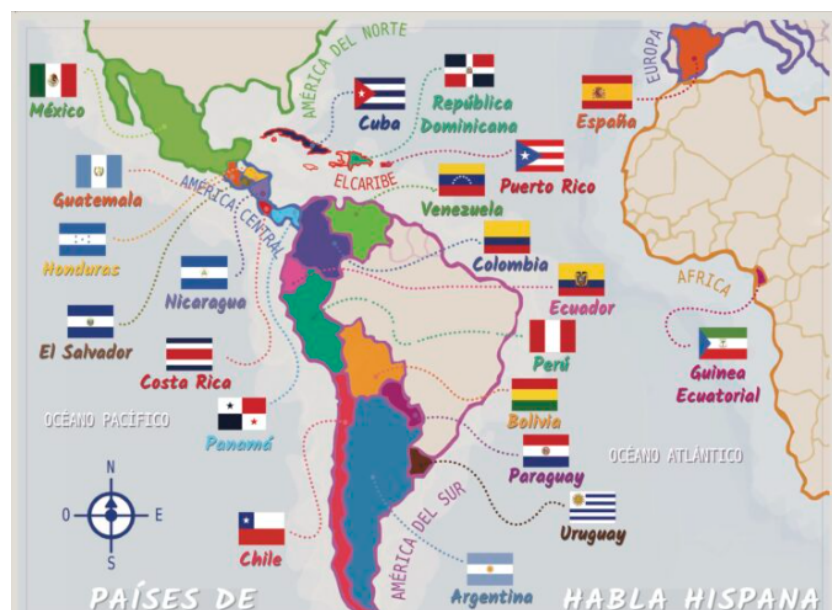 AMÉRICA DEL NORTE
EUROPA
México
Cuba
República
Dominicana
España
Guatemala
AMÉRICA CENTRAL
EL CARIBE
Venezuela
Puerto Rico
Honduras
Nicaragua
Colombia
Ecuador
AFRICA
El Salvador
Costa Rica
Perú
Guinea
Ecuatorial
OCÉANO PACÍFICO
Panamá
Bolivia
Paraguay
OCÉANO ATLÁNTICO
N
O
E
S
Chile
AMÉRICA DEL SUR
Uruguay
Argentina
PAÍSES DE
HABLA HISPANA